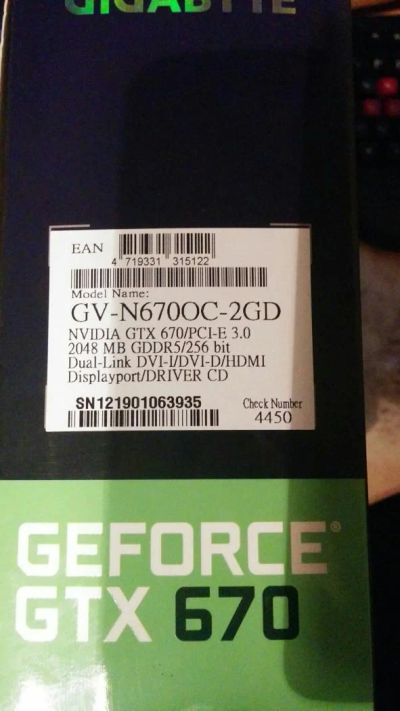 GIGABYTE
EAN
4 719331 315122
Model Name:
GV-N670OC-2GD
NVIDIA GTX 670/PCI-E 3.0
2048 MB GDDR5/256 bit
Dual-Link DVI-I/DVI-D/HDMI
Displayport/DRIVER CD
SN121901063935
Check Number
4450
GEFORCE®
GTX 670